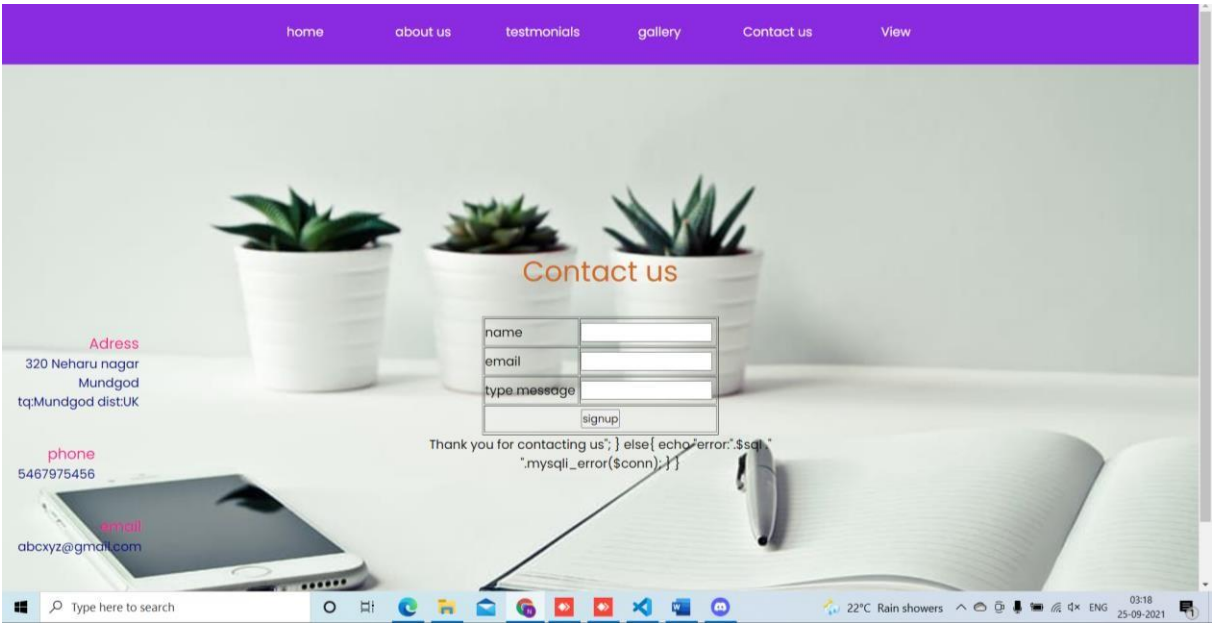 home about us testmonials gallery Contact us View
Contact us
name
email
type message
signup
Thank you for contacting us"; } else{ echo "error:".$sql ."
".mysqli_error($conn); } }
Adress
320 Neharu nagar
Mundgod
tq:Mundgod dist:UK
phone
5467975456
email
abcxyz@gmail.com
Type here to search
22°C Rain showers
ENG
03:18
25-09-2021